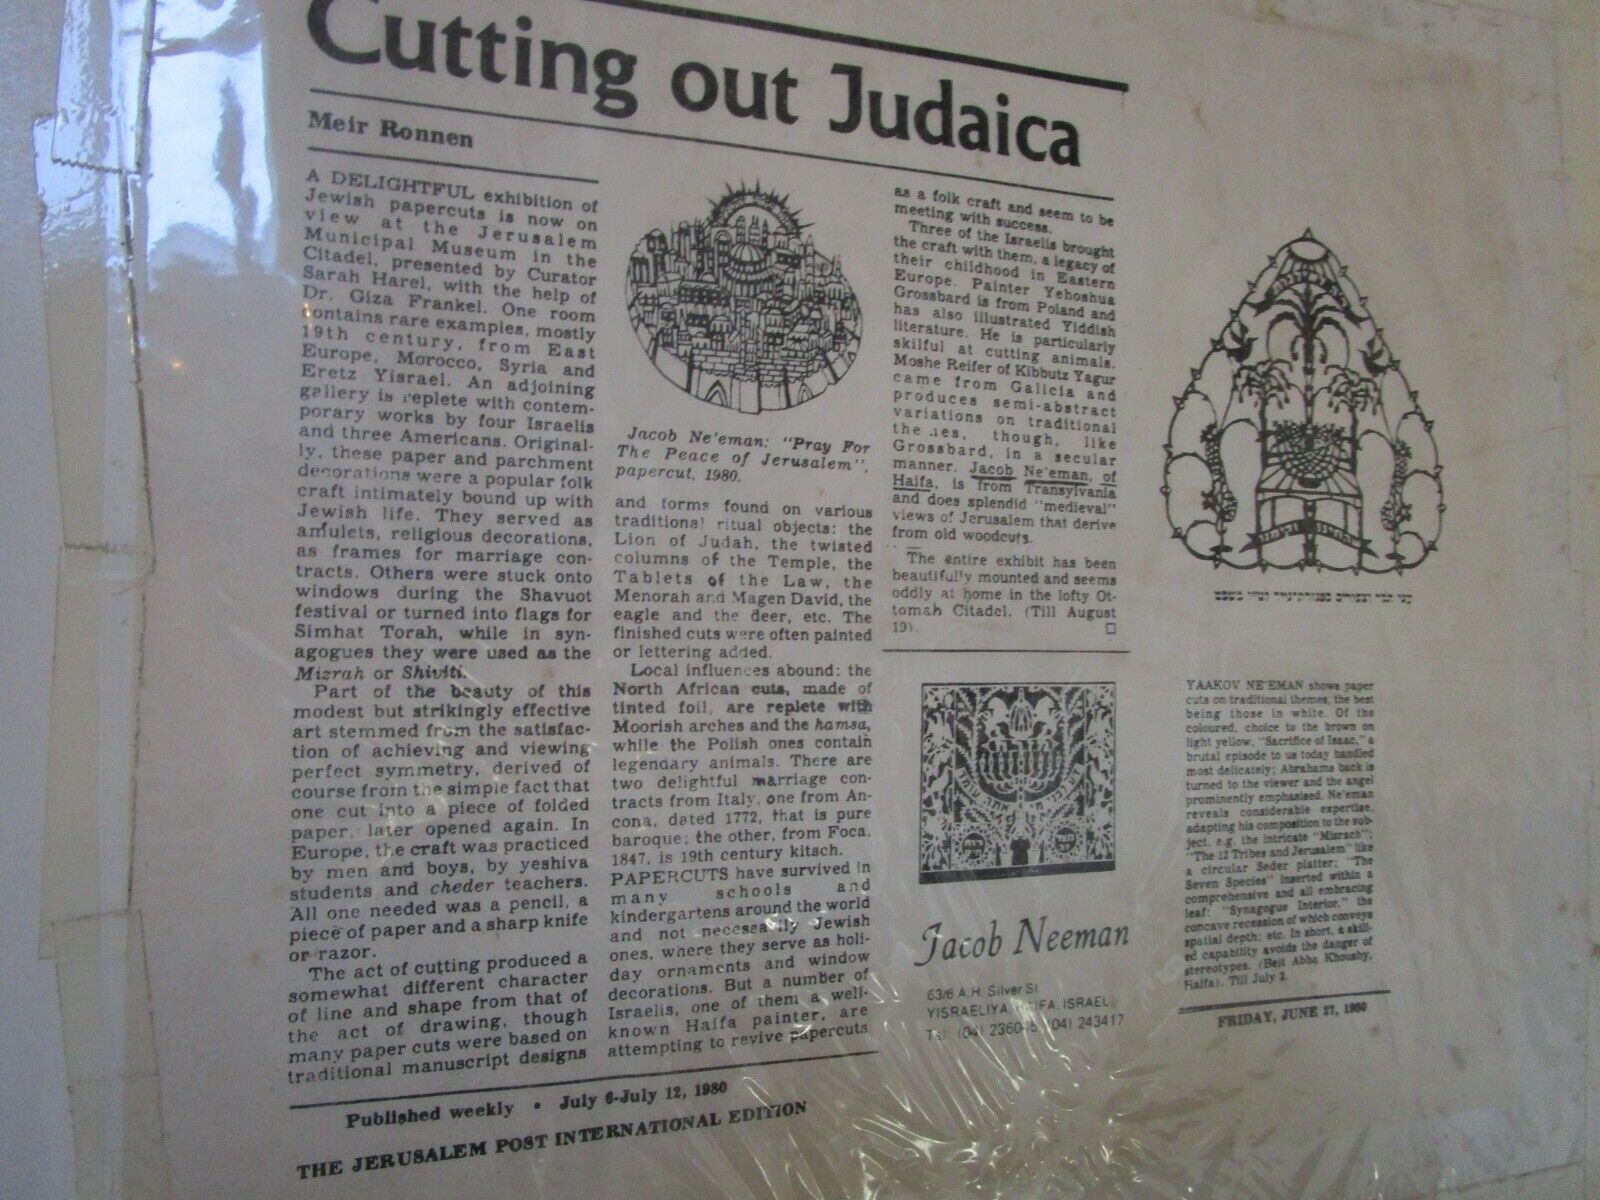 Cutting out Judaica
Meir Ronnen
A DELIGHTFUL exhibition of
Jewish papercuts is now on
view at the Jerusalem
Municipal Museum in the
Citadel, presented by Curator
Sarah Harel, with the help of
Dr. Giza Frankel. One room
contains rare examples, mostly
19th century, from East
Europe, Morocco, Syria and
Eretz Yisrael. An adjoining
gallery is replete with contem-
porary works by four Israelis
and three Americans. Original-
ly, these paper and parchment
decorations were a popular folk
craft intimately bound up with
Jewish life. They served as
amulets, religious decorations,
as frames for marriage con-
tracts. Others were stuck onto
windows during the Shavuot
festival or turned into flags for
Simhat Torah, while in syn-
agogues they were used as the
Mizrah or Shiviti.
Part of the beauty of this
modest but strikingly effective
art stemmed from the satisfac-
tion of achieving and viewing
perfect symmetry, derived of
course from the simple fact that
one cut into a piece of folded
paper, later opened again. In
Europe, the craft was practiced
by men and boys, by yeshiva
students and cheder teachers.
All one needed was a pencil, a
piece of paper and a sharp knife
or razor.
The act of cutting produced a
somewhat different character
of line and shape from that of
the act of drawing, though
many paper cuts were based on
traditional manuscript designs
Jacob Ne'eman: "Pray For
The Peace of Jerusalem",
papercut, 1980.
and forms found on various
traditional ritual objects: the
Lion of Judah, the twisted
columns of the Temple, the
Tablets of the Law, the
Menorah and Magen David, the
eagle and the deer, etc. The
finished cuts were often painted
or lettering added.
Local influences abound: the
North African cuts, made of
tinted foil, are replete with
Moorish arches and the hamsa,
while the Polish ones contain
legendary animals. There are
two delightful marriage con-
tracts from Italy, one from An-
cona, dated 1772, that is pure
baroque; the other, from Foca,
1847, is 19th century kitsch.
PAPERCUTS have survived in
many schools and
kindergartens around the world
and not necessarily Jewish
ones, where they serve as holi-
day ornaments and window
decorations. But a number of
Israelis, one of them a well-
known Haifa painter, are
attempting to revive papercuts
as a folk craft and seem to be
meeting with success.
Three of the Israelis brought
the craft with them, a legacy of
their childhood in Eastern
Europe. Painter Yehoshua
Grossbard is from Poland and
has also illustrated Yiddish
literature. He is particularly
skilful at cutting animals.
Moshe Reifer of Kibbutz Yagur
came from Galicia and
produces semi-abstract
variations on traditional
the.ies, though, like
Grossbard, in a secular
manner. Jacob Ne'eman, of
Haifa, is from Transylvania
and does splendid "medieval"
views of Jerusalem that derive
from old woodcuts.
The entire exhibit has been
beautifully mounted and seems
oddly at home in the lofty Ot-
tomah Citadel. (Till August
19).
Jacob Neeman
63/6 A.H. Silver St.
YISRAELIYA, HAIFA, ISRAEL
Tel: (04) (04) 243417
YAAKOV NE'EMAN shows paper
cuts on traditional themes, the best
being those in white. Of the
coloured, choice to the brown on
light yellow, "Sacrifice of Isaac," a
brutal episode to us today handled
most delicately; Abrahams back is
turned to the viewer and the angel
prominently emphasised. Ne'eman
reveals considerable expertise,
adapting his composition to the sub-
ject, e.g. the intricate "Misrach";
"The 12 Tribes and Jerusalem" like
a circular Seder platter; "The
Seven Species" inserted within a
comprehensive and all embracing
leaf; "Synagogue Interior," the
concave recession of which conveys
spatial depth; etc. In short, a skill-
ed capability avoids the danger of
stereotypes. (Beit Abba Khoushy,
Haifa). Till July 2.
FRIDAY, JUNE 27, 1980
Published weekly • July 6-July 12, 1980
THE JERUSALEM POST INTERNATIONAL EDITION